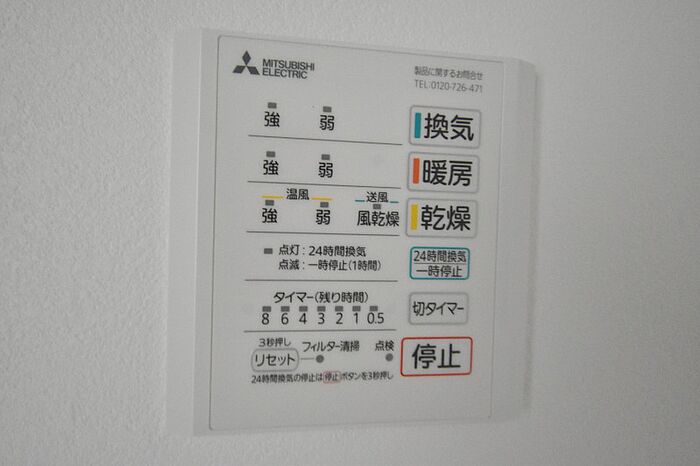 MITSUBISHI
ELECTRIC
製品に関するお問合せ
TEL:0120-726-471
強 弱 換気
強 弱 暖房
温風 送風
強 弱 風乾燥 乾燥
点灯:24時間換気
点滅:一時停止(1時間)
24時間換気
一時停止
タイマー(残り時間)
8 6 4 3 2 1 0.5
切タイマー
3秒押し
リセット フィルター清掃 点検
停止
24時間換気の停止は停止ボタンを3秒押し